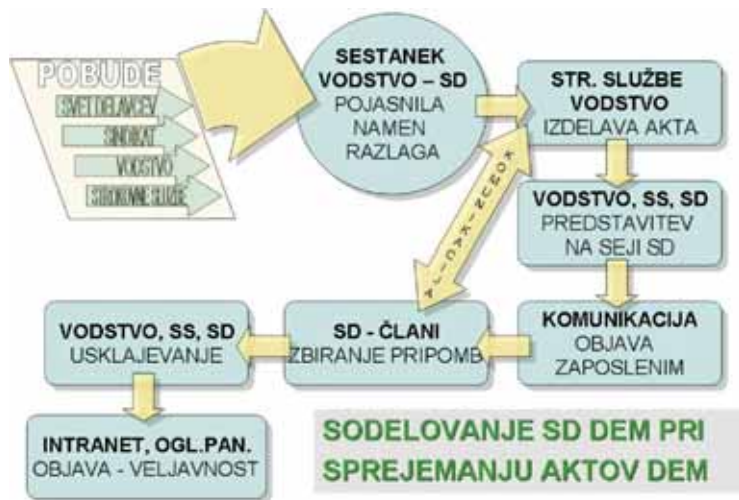 POBUDE
SVET DELAVCEV
SINDIKAT
VODSTVO
STROKOVNE SLUŽBE
SESTANEK
VODSTVO – SD
POJASNILA
NAMEN
RAZLAGA
STR. SLUŽBE
VODSTVO
IZDELAVA AKTA
KOMUNIKACIJA
VODSTVO, SS, SD
PREDSTAVITEV
NA SEJI SD
KOMUNIKACIJA
OBJAVA
ZAPOSLENIM
SD - ČLANI
ZBIRANJE PRIPOMB
VODSTVO, SS, SD
USKLAJEVANJE
INTRANET, OGL.PAN.
OBJAVA - VELJAVNOST
SODELOVANJE SD DEM PRI
SPREJEMANJU AKTOV DEM